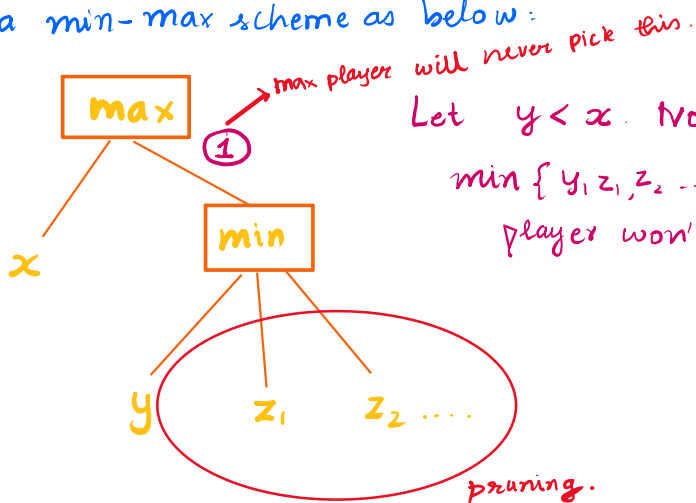 a min-max scheme as below:
max player will never pick this.
max
1
Let y < x. No
min { y, z₁, z₂ ...
player won'
min
x
y z₁ z₂ ....
pruning.